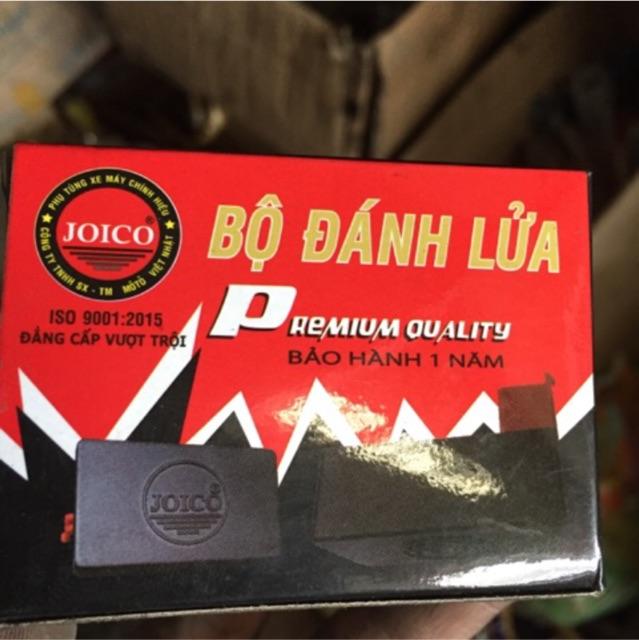 PHỤ TÙNG XE MÁY CHÍNH HIỆU
JOICO®
CÔNG TY TNHH SX - TM MÔTÔ VIỆT NHẬT
BỘ ĐÁNH LỬA
ISO 9001:2015
ĐẲNG CẤP VƯỢT TRỘI
PREMIUM QUALITY
BẢO HÀNH 1 NĂM
JOICO®